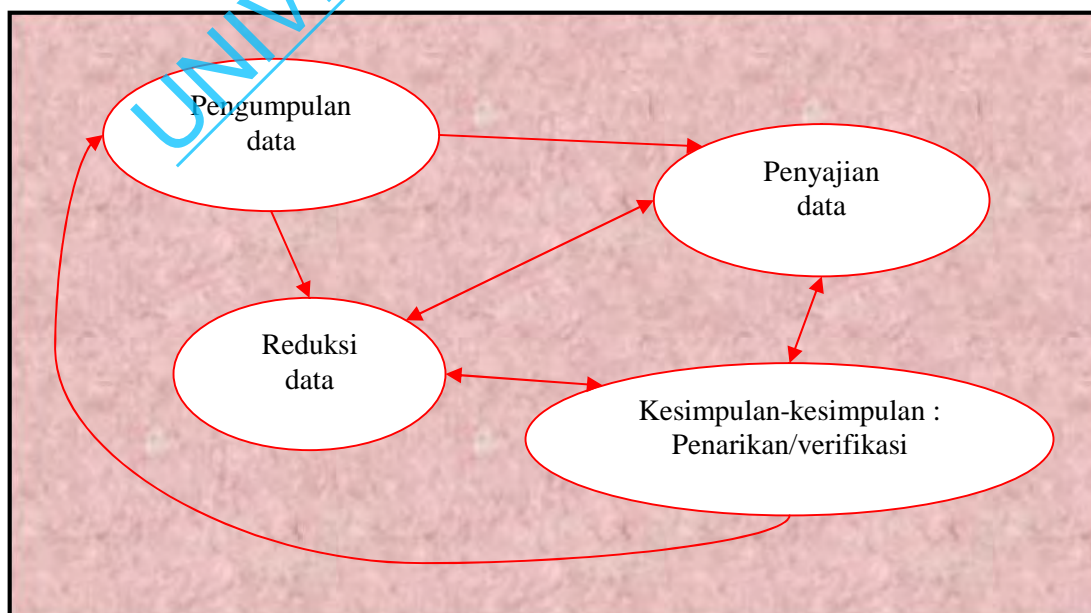 Pengumpulan
data
Penyajian
data
Reduksi
data
Kesimpulan-kesimpulan :
Penarikan/verifikasi